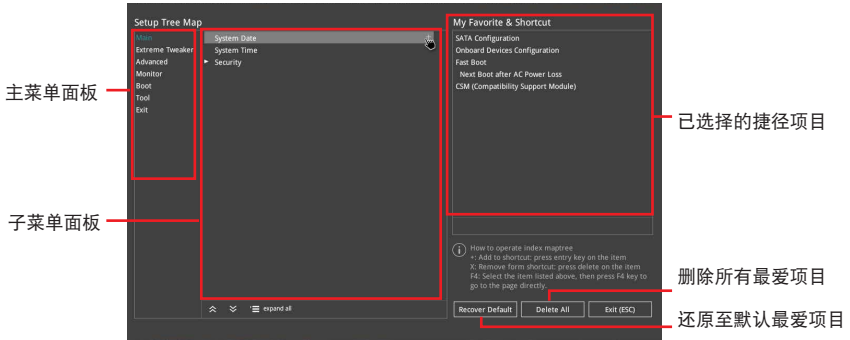 Setup Tree Map
Main
Extreme Tweaker
Advanced
Monitor
Boot
Tool
Exit
System Date
System Time
Security
expand all
My Favorite & Shortcut
SATA Configuration
Onboard Devices Configuration
Fast Boot
Next Boot after AC Power Loss
CSM (Compatibility Support Module)
How to operate index maptree
+: Add to shortcut: press entry key on the item
X: Remove form shortcut: press delete on the item
F4: Select the item listed above, then press F4 key to
go to the page directly.
Recover Default
Delete All
Exit (ESC)
主菜单面板
子菜单面板
已选择的捷径项目
删除所有最爱项目
还原至默认最爱项目